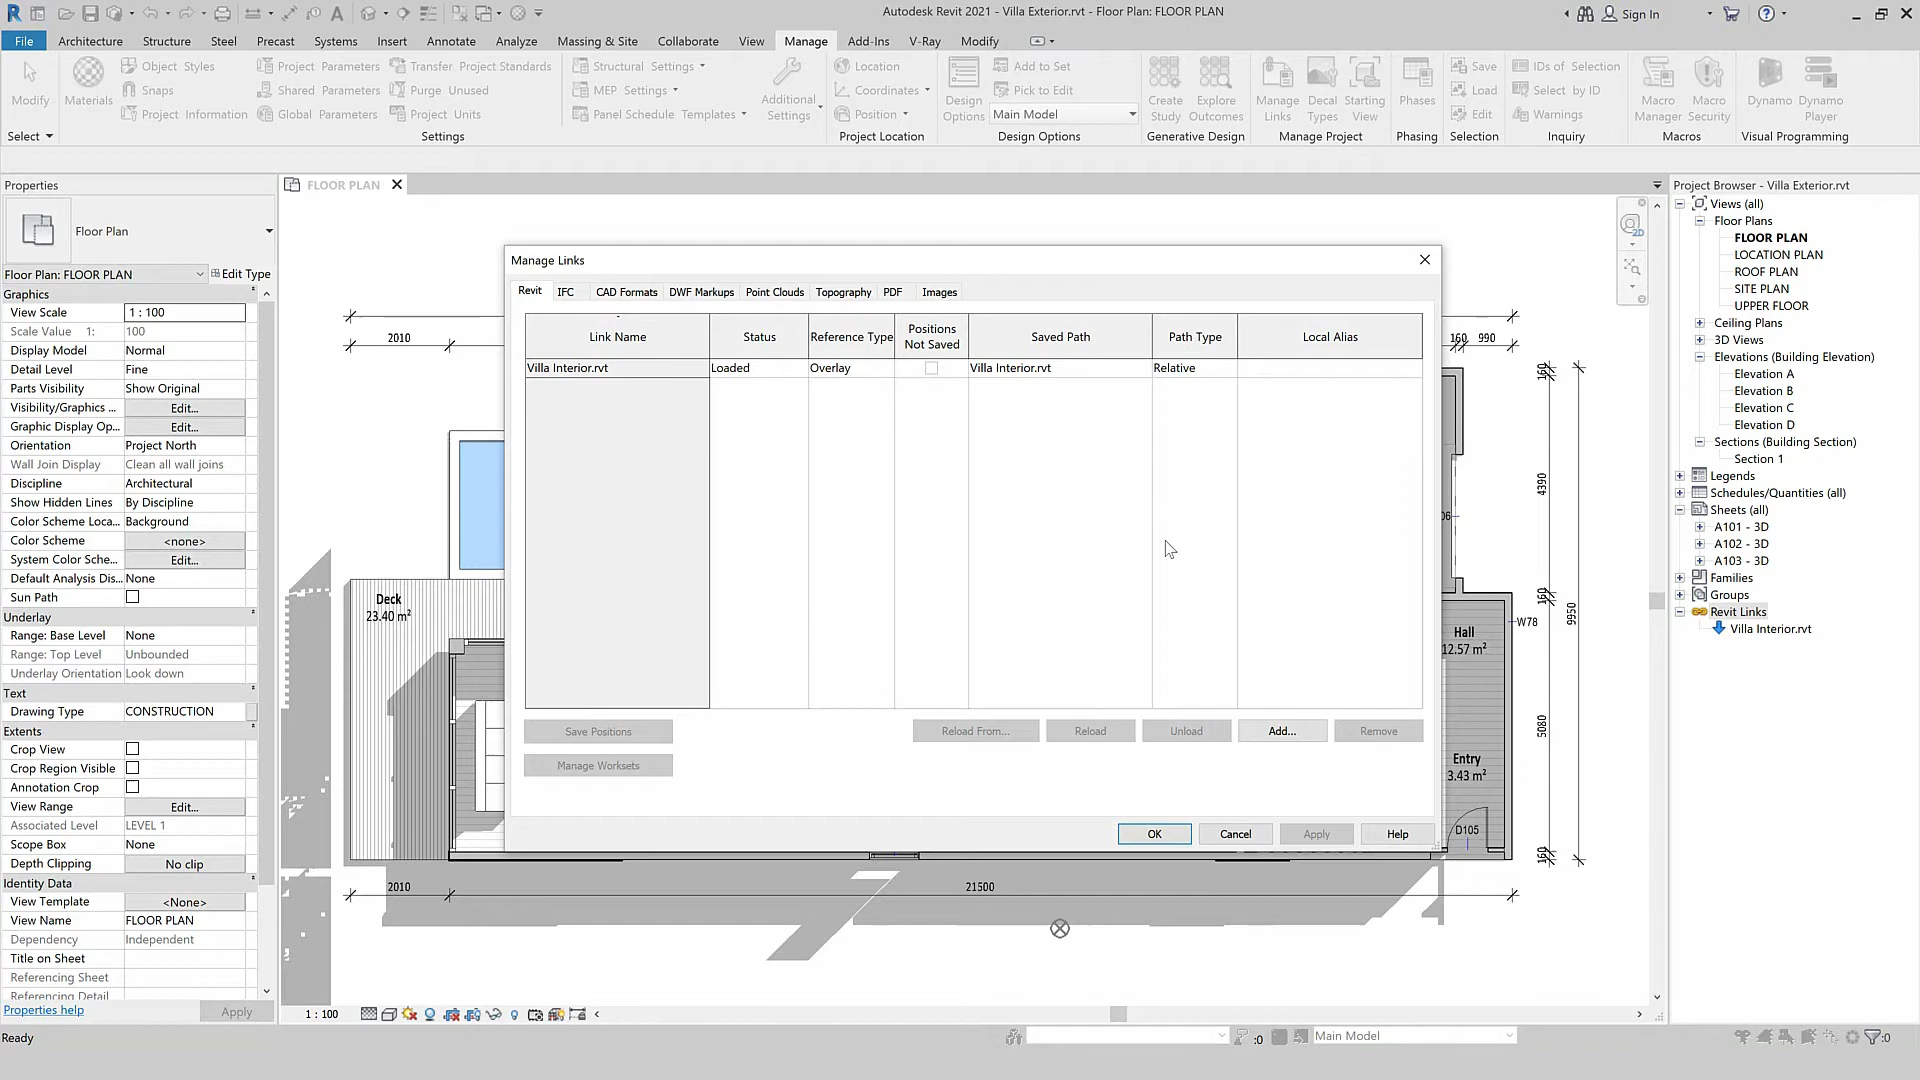 Autodesk Revit 2021 - Villa Exterior.rvt - Floor Plan: FLOOR PLAN
Sign In
File Architecture Structure Steel Precast Systems Insert Annotate Analyze Massing & Site Collaborate View Manage Add-Ins V-Ray Modify
Modify
Select
Materials
Object Styles
Snaps
Project Information
Project Parameters
Shared Parameters
Global Parameters
Transfer Project Standards
Purge Unused
Project Units
Structural Settings
MEP Settings
Panel Schedule Templates
Additional Settings
Settings
Location
Coordinates
Position
Project Location
Design Options
Add to Set
Pick to Edit
Main Model
Design Options
Create Study
Explore Outcomes
Generative Design
Manage Links
Decal Types
Starting View
Manage Project
Phases
Phasing
Save
Load
Edit
Selection
IDs of Selection
Select by ID
Warnings
Inquiry
Macro Manager
Macro Security
Macros
Dynamo
Dynamo Player
Visual Programming
Properties
Floor Plan
Floor Plan: FLOOR PLAN
Edit Type
Graphics
View Scale 1 : 100
Scale Value 1: 100
Display Model Normal
Detail Level Fine
Parts Visibility Show Original
Visibility/Graphics ... Edit...
Graphic Display Op... Edit...
Orientation Project North
Wall Join Display Clean all wall joins
Discipline Architectural
Show Hidden Lines By Discipline
Color Scheme Loca... Background
Color Scheme <none>
System Color Sche... Edit...
Default Analysis Dis... None
Sun Path
Underlay
Range: Base Level None
Range: Top Level Unbounded
Underlay Orientation Look down
Text
Drawing Type CONSTRUCTION
Extents
Crop View
Crop Region Visible
Annotation Crop
View Range Edit...
Associated Level LEVEL 1
Scope Box None
Depth Clipping No clip
Identity Data
View Template <None>
View Name FLOOR PLAN
Dependency Independent
Title on Sheet
Referencing Sheet
Referencing Detail
Properties help
Apply
FLOOR PLAN
2D
2010
160 990
160
4390
160
9950
5080
160
06
W78
Deck
23.40 m²
Hall
12.57 m²
Entry
3.43 m²
D105
2010
21500
Manage Links
Revit IFC CAD Formats DWF Markups Point Clouds Topography PDF Images
Link Name Status Reference Type Positions Not Saved Saved Path Path Type Local Alias
Villa Interior.rvt Loaded Overlay Villa Interior.rvt Relative
Save Positions
Reload From... Reload Unload Add... Remove
Manage Worksets
OK Cancel Apply Help
Project Browser - Villa Exterior.rvt
Views (all)
Floor Plans
FLOOR PLAN
LOCATION PLAN
ROOF PLAN
SITE PLAN
UPPER FLOOR
Ceiling Plans
3D Views
Elevations (Building Elevation)
Elevation A
Elevation B
Elevation C
Elevation D
Sections (Building Section)
Section 1
Legends
Schedules/Quantities (all)
Sheets (all)
A101 - 3D
A102 - 3D
A103 - 3D
Families
Groups
Revit Links
Villa Interior.rvt
1 : 100
Ready
:0
Main Model
:0